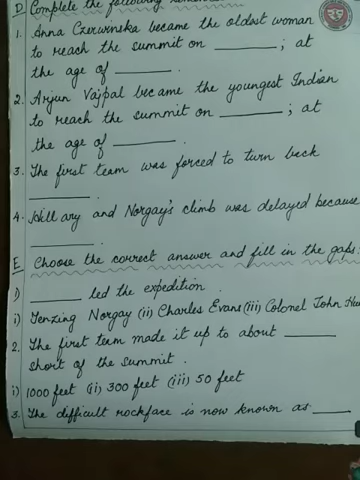 D) Complete the following
1. Anna Czerwinska became the oldest woman
to reach the summit on ______; at
the age of ______.
2. Arjun Vajpal became the youngest Indian
to reach the summit on ______; at
the age of ______.
3. The first team was forced to turn back
______.
4. Hillary and Norgay's climb was delayed because
______.
E Choose the correct answer and fill in the gaps:
1) ______ led the expedition.
i) Tenzing Norgay (ii) Charles Evans (iii) Colonel John
2. The first team made it up to about ______
short of the summit.
i) 1000 feet (ii) 300 feet (iii) 50 feet
3. The difficult rockface is now known as ____